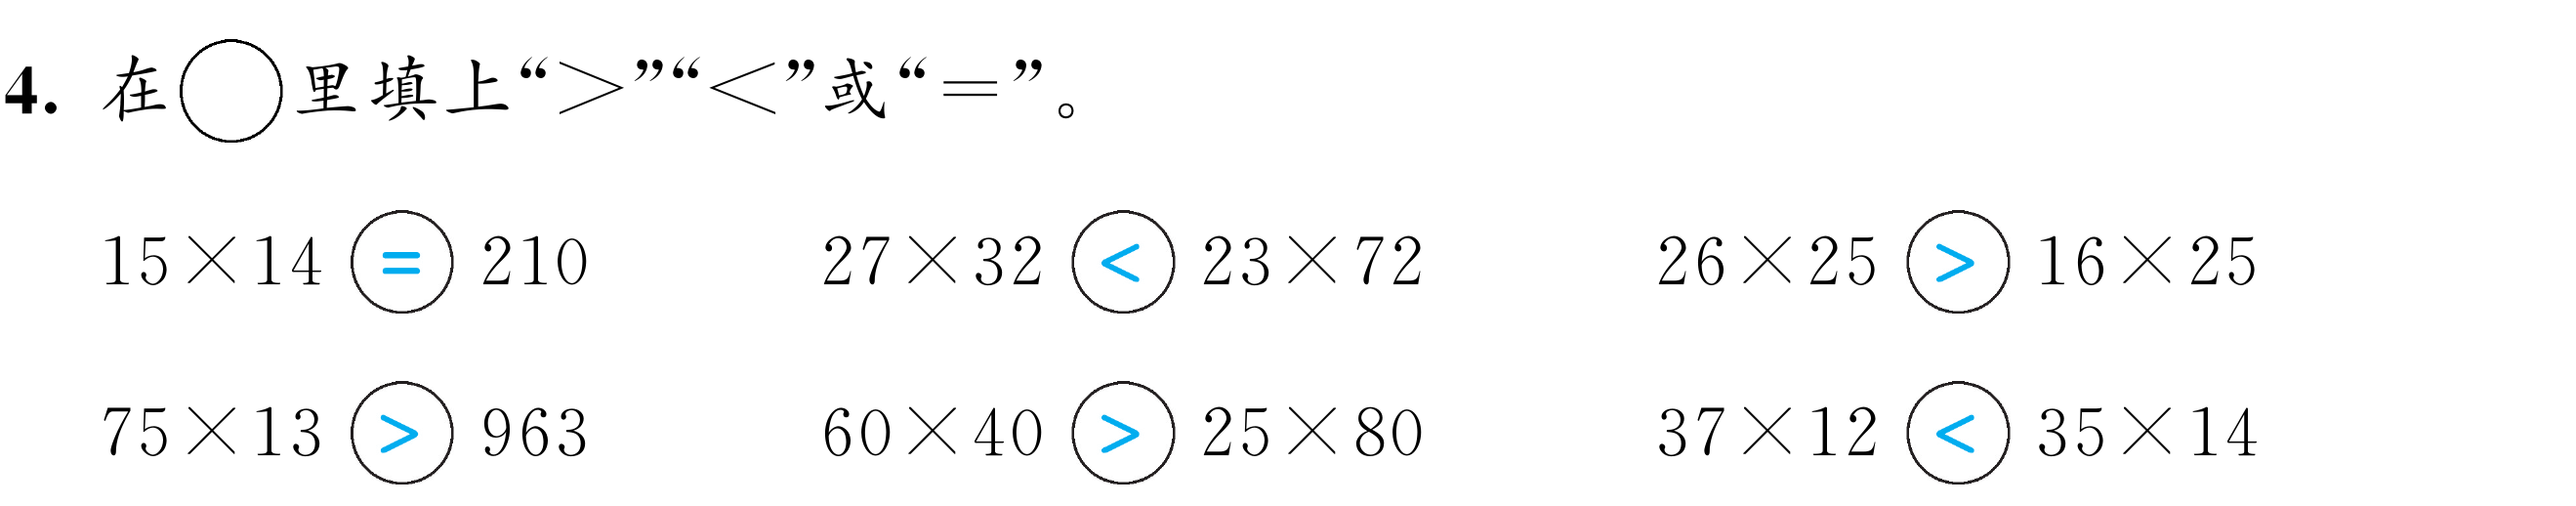 4. 在○里填上“>”“<”或“=”。
15×14 = 210 27×32 < 23×72 26×25 > 16×25
75×13 > 963 60×40 > 25×80 37×12 < 35×14